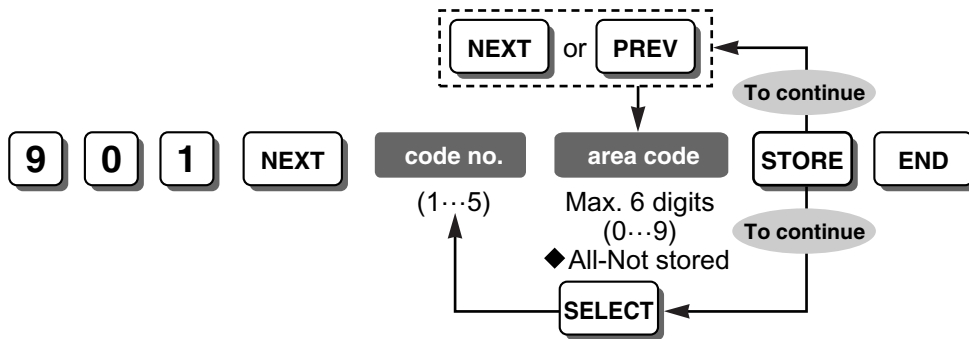 NEXT or PREV
To continue
9 0 1 NEXT code no. area code STORE END
(1···5) Max. 6 digits
(0···9)
To continue
◆All-Not stored
SELECT